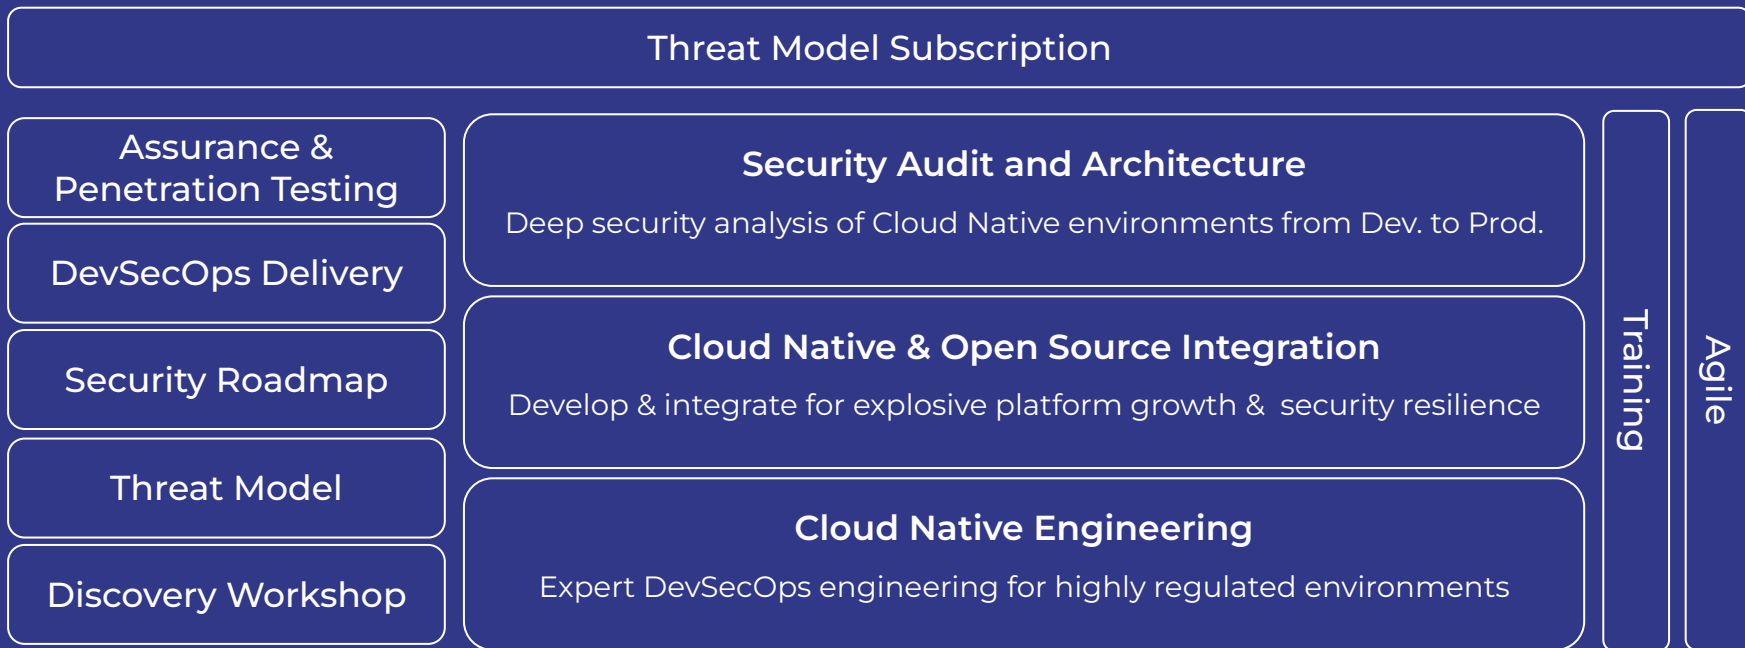 Threat Model Subscription
Assurance &
Penetration Testing
DevSecOps Delivery
Security Roadmap
Threat Model
Discovery Workshop
Security Audit and Architecture
Deep security analysis of Cloud Native environments from Dev. to Prod.
Cloud Native & Open Source Integration
Develop & integrate for explosive platform growth &  security resilience
Cloud Native Engineering
Expert DevSecOps engineering for highly regulated environments
Training
Agile